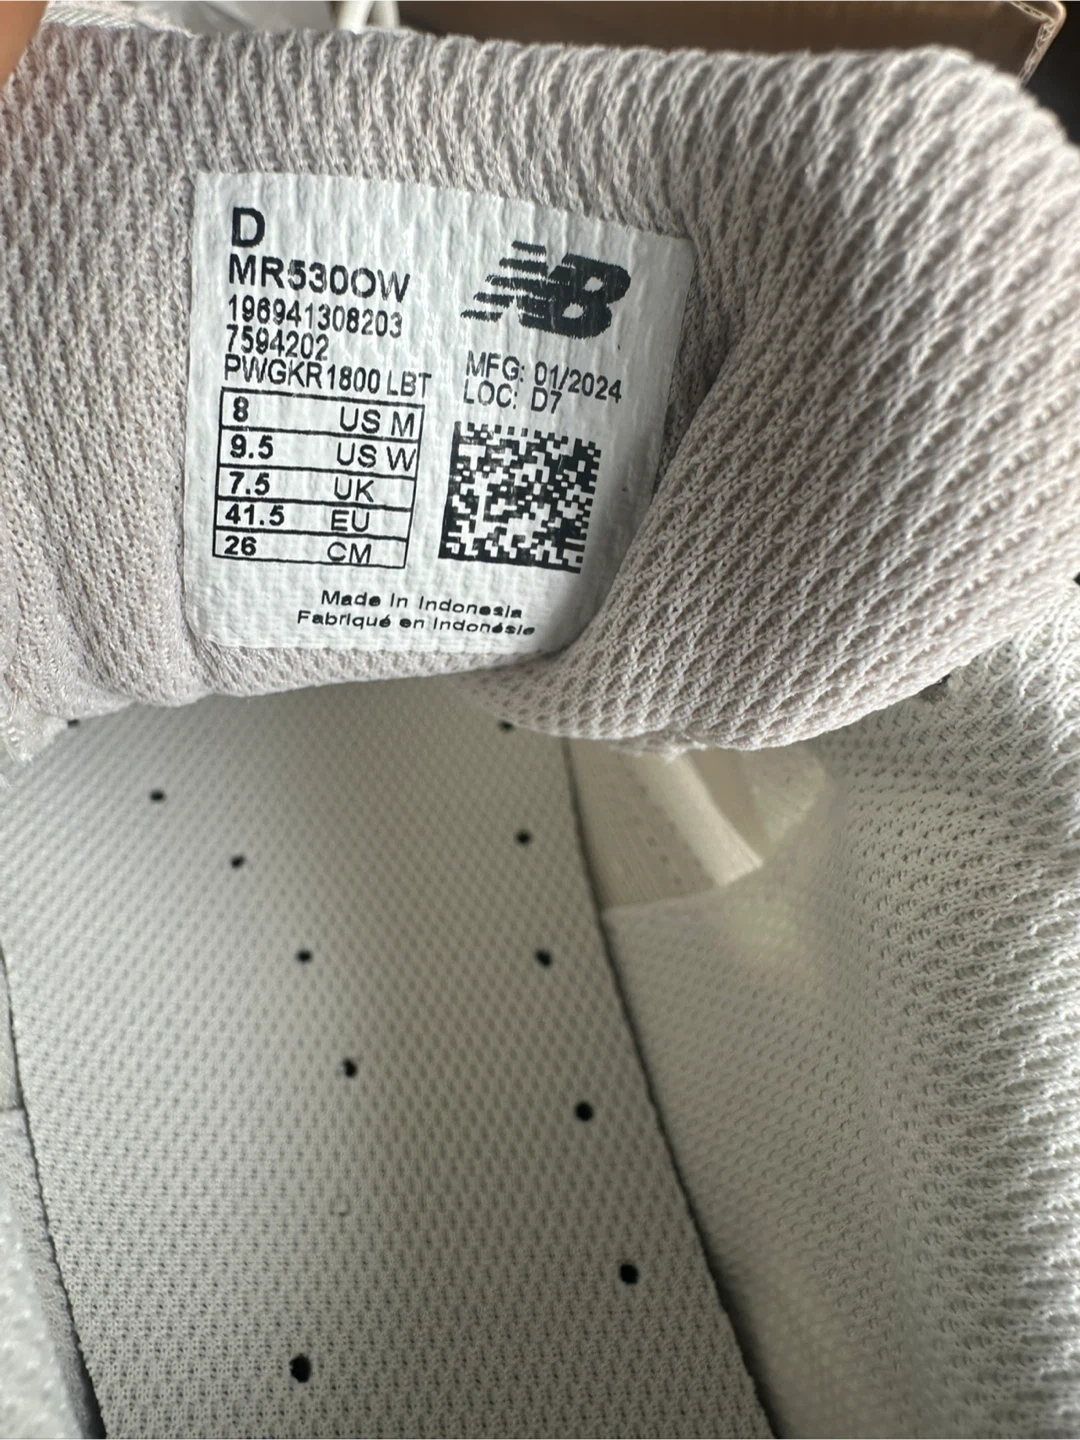 D
MR530OW
196941308203
7594202
PWGKR1800 LBT
NB
MFG: 01/2024
LOC: D7
8 US M
9.5 US W
7.5 UK
41.5 EU
26 CM
Made In Indonesia
Fabriqué en Indonésie